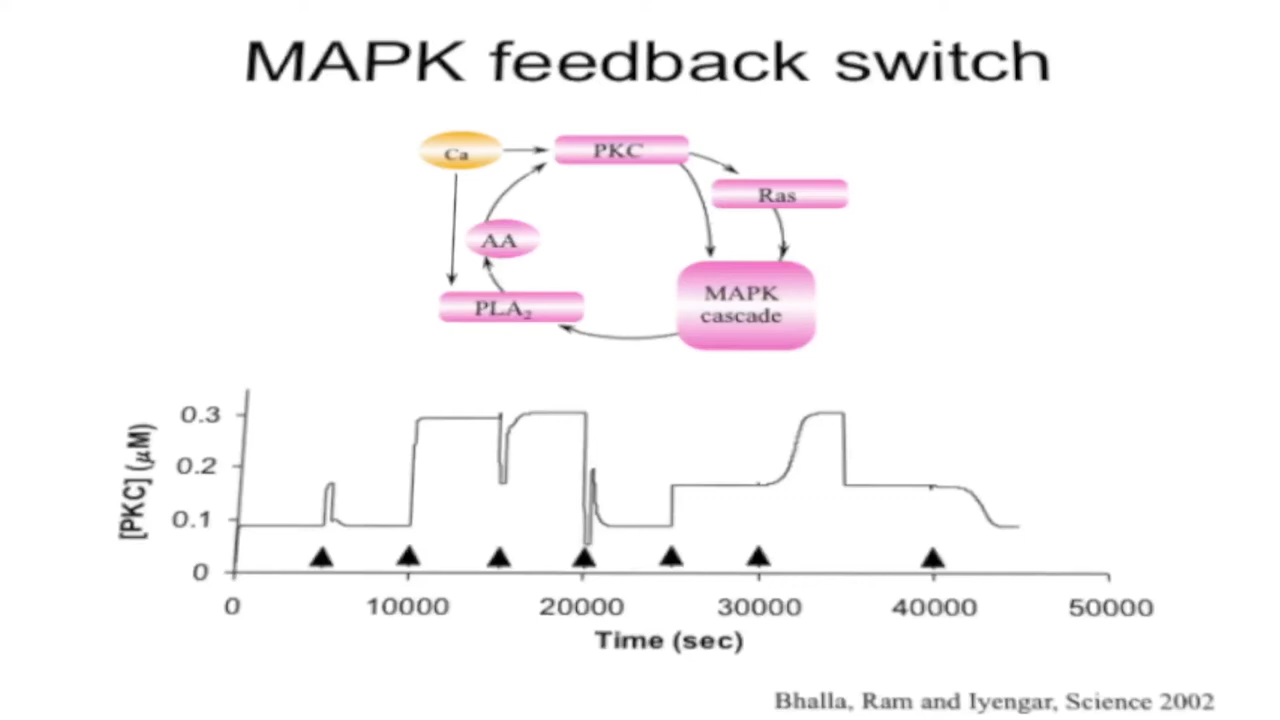 MAPK feedback switch
Ca
PKC
Ras
AA
MAPK
cascade
PLA₂
[PKC] (μM)
0.3
0.2
0.1
0
0 10000 20000 30000 40000 50000
Time (sec)
Bhalla, Ram and Iyengar, Science 2002